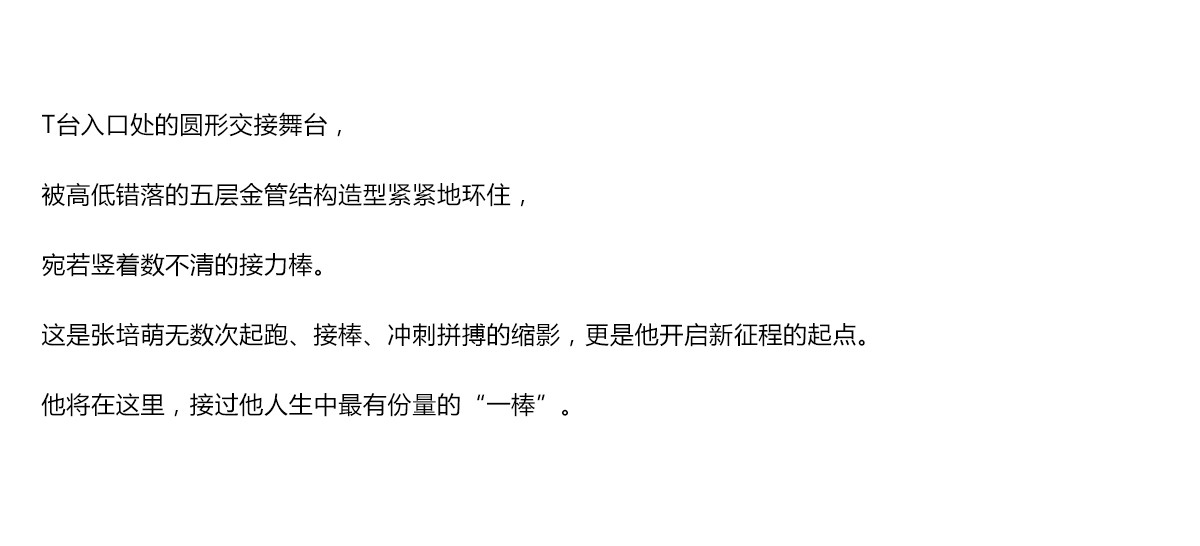 T台入口处的圆形交接舞台，
被高低错落的五层金管结构造型紧紧地环住，
宛若竖着数不清的接力棒。
这是张培萌无数次起跑、接棒、冲刺拼搏的缩影，更是他开启新征程的起点。
他将在这里，接过他人生中最有份量的“一棒”。